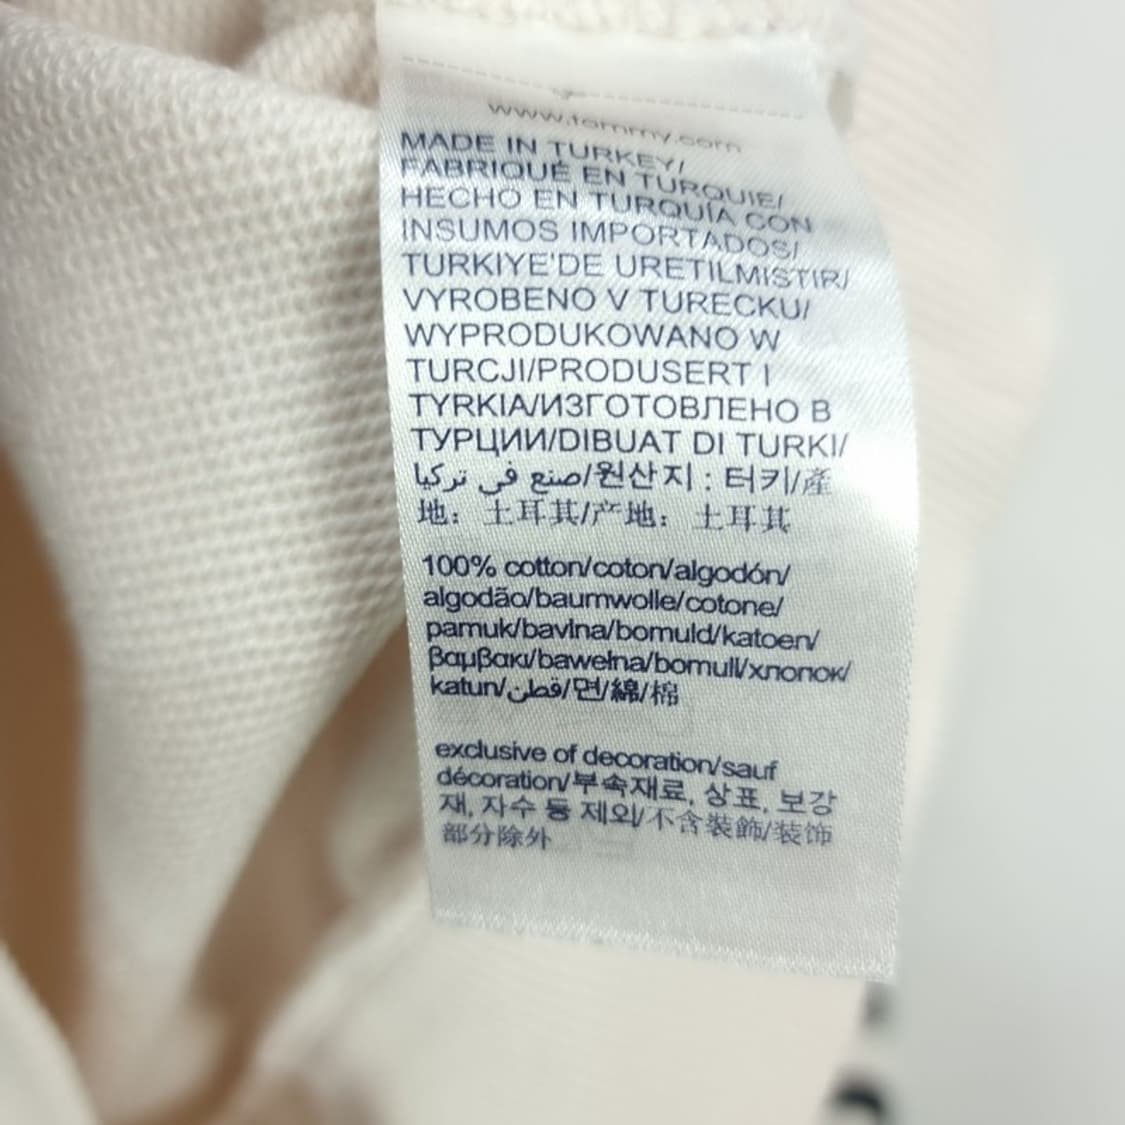 www.tommy.com
MADE IN TURKEY/
FABRIQUÉ EN TURQUIE/
HECHO EN TURQUÍA CON
INSUMOS IMPORTADOS/
TURKIYE'DE URETILMISTIR/
VYROBENO V TURECKU/
WYPRODUKOWANO W
TURCJI/PRODUSERT I
TYRKIA/ИЗГОТОВЛЕНО В
ТУРЦИИ/DIBUAT DI TURKI/
صنع في تركيا/원산지 : 터키/產
地: 土耳其/产地: 土耳其
100% cotton/coton/algodón/
algodão/baumwolle/cotone/
pamuk/bavlna/bomuld/katoen/
βαμβακι/bawełna/bomull/хлопок/
katun/قطن/면/綿/棉
exclusive of decoration/sauf
décoration/부속재료, 상표, 보강
재, 자수 등 제외/不含裝飾/装饰
部分除外